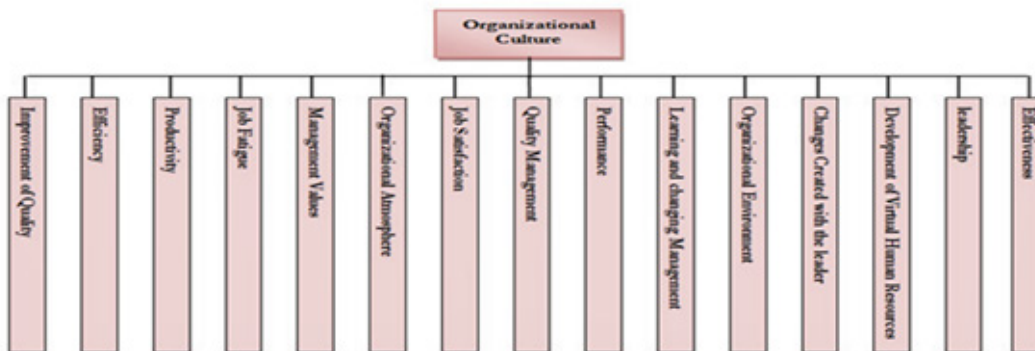 Organizational
Culture
Improvement of Quality
Efficiency
Productivity
Job Fatigue
Management Values
Organizational Atmosphere
Job Satisfaction
Quality Management
Performance
Learning and changing Management
Organizational Environment
Changes Created with the leader
Development of Virtual Human Resources
leadership
Effectiveness